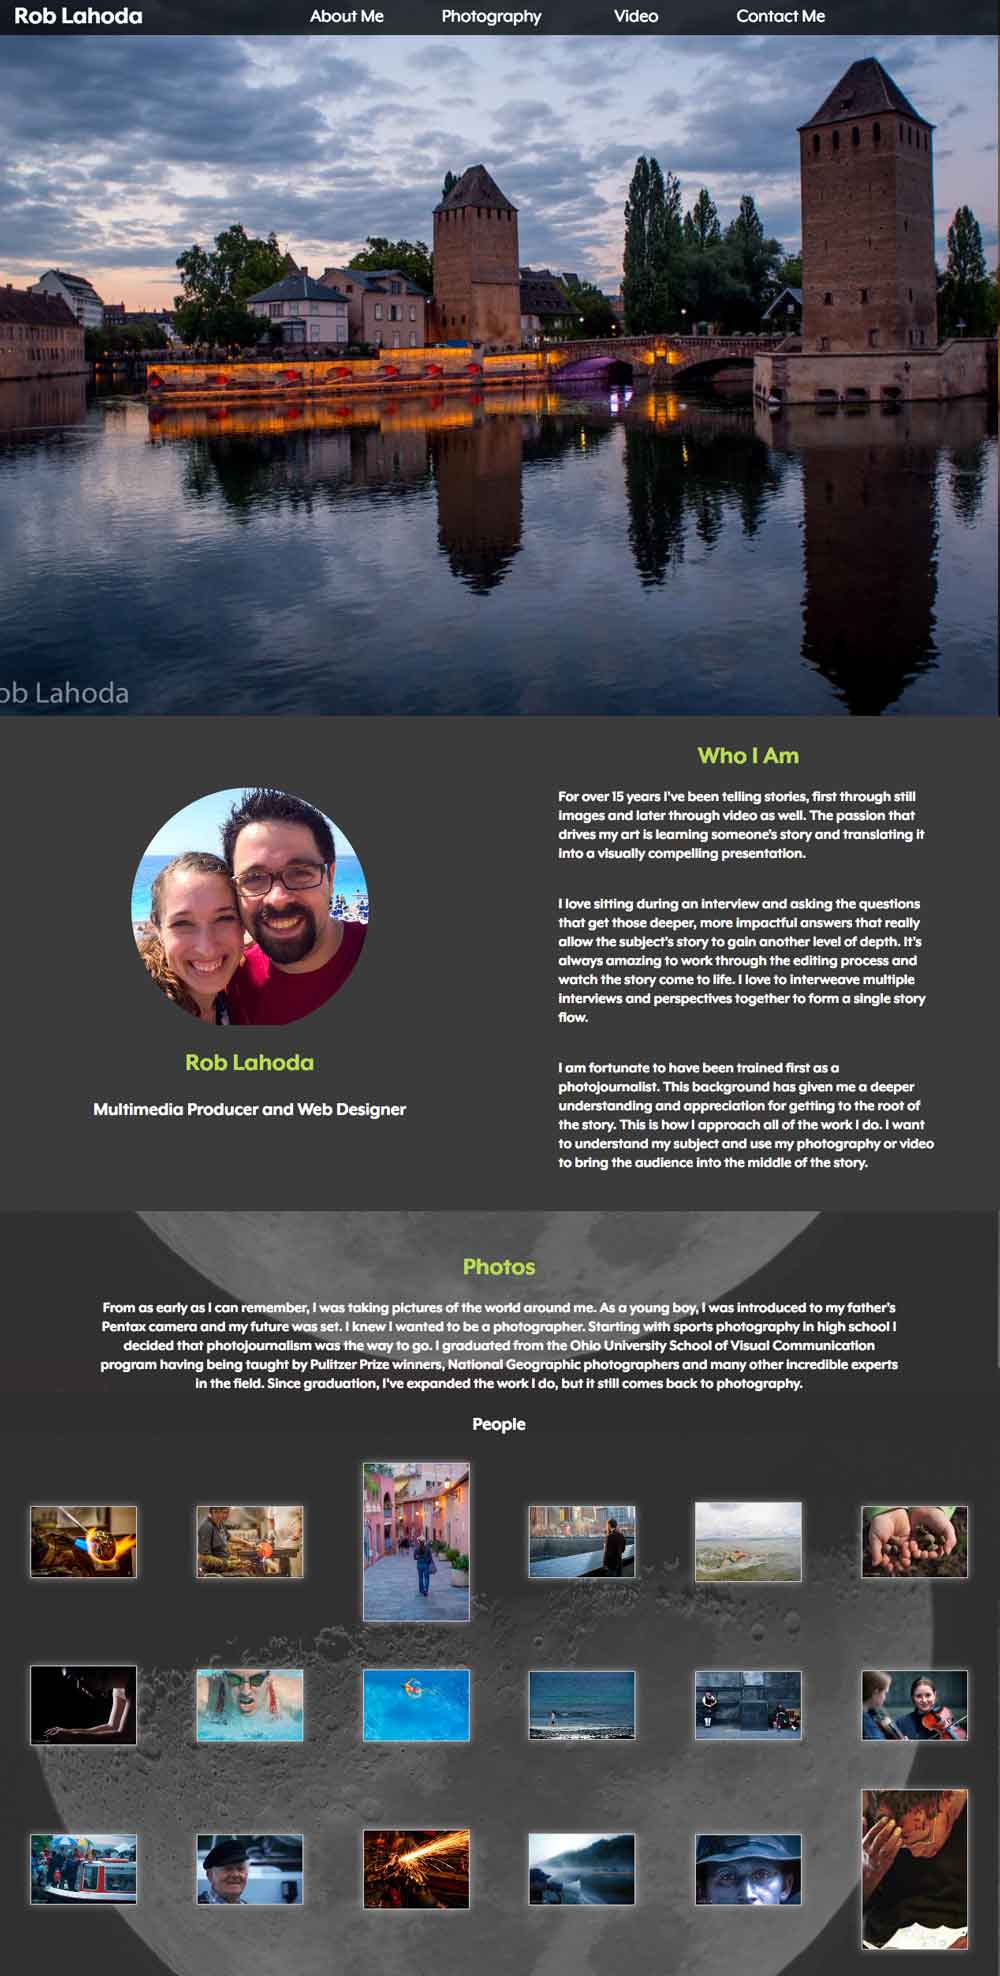 Rob Lahoda
About Me
Photography
Video
Contact Me
ob Lahoda
Who I Am
For over 15 years I've been telling stories, first through still
images and later through video as well. The passion that
drives my art is learning someone's story and translating it
into a visually compelling presentation.
I love sitting during an interview and asking the questions
that get those deeper, more impactful answers that really
allow the subject's story to gain another level of depth. It's
always amazing to work through the editing process and
watch the story come to life. I love to interweave multiple
interviews and perspectives together to form a single story
flow.
I am fortunate to have been trained first as a
photojournalist. This background has given me a deeper
understanding and appreciation for getting to the root of
the story. This is how I approach all of the work I do. I want
to understand my subject and use my photography or video
to bring the audience into the middle of the story.
Rob Lahoda
Multimedia Producer and Web Designer
Photos
From as early as I can remember, I was taking pictures of the world around me. As a young boy, I was introduced to my father's
Pentax camera and my future was set. I knew I wanted to be a photographer. Starting with sports photography in high school I
decided that photojournalism was the way to go. I graduated from the Ohio University School of Visual Communication
program having being taught by Pulitzer Prize winners, National Geographic photographers and many other incredible experts
in the field. Since graduation, I've expanded the work I do, but it still comes back to photography.
People